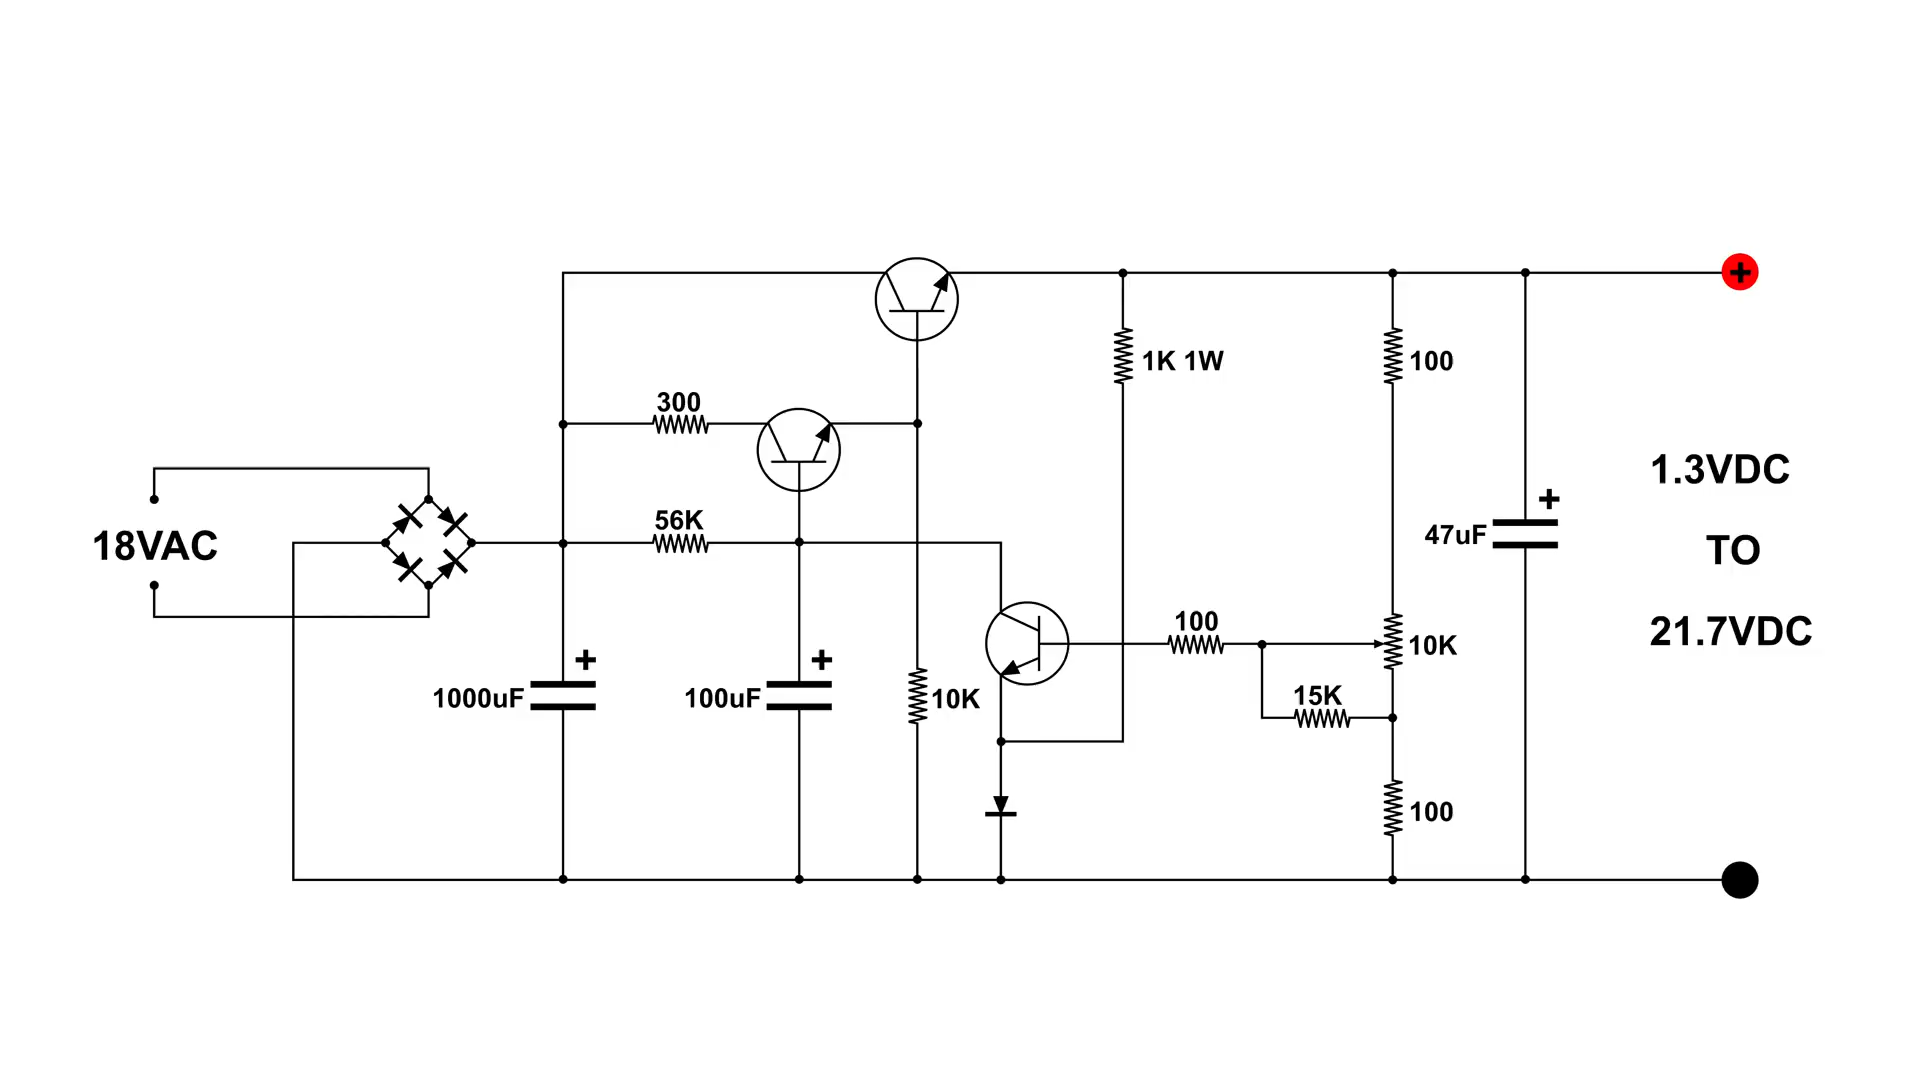 300
1K 1W
100
1.3VDC
18VAC
56K
47uF
+
TO
100
10K
21.7VDC
1000uF
+
100uF
+
10K
15K
100
+